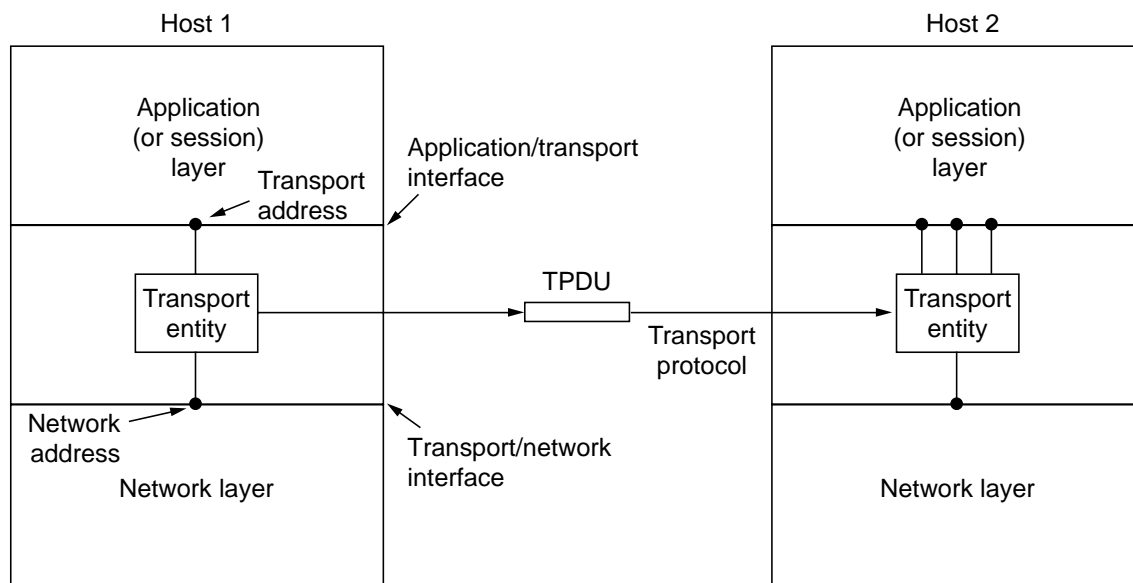 Host 1
Host 2
Application
(or session)
layer
Transport
address
Application/transport
interface
Application
(or session)
layer
Transport
entity
TPDU
Transport
protocol
Transport
entity
Network
address
Transport/network
interface
Network layer
Network layer